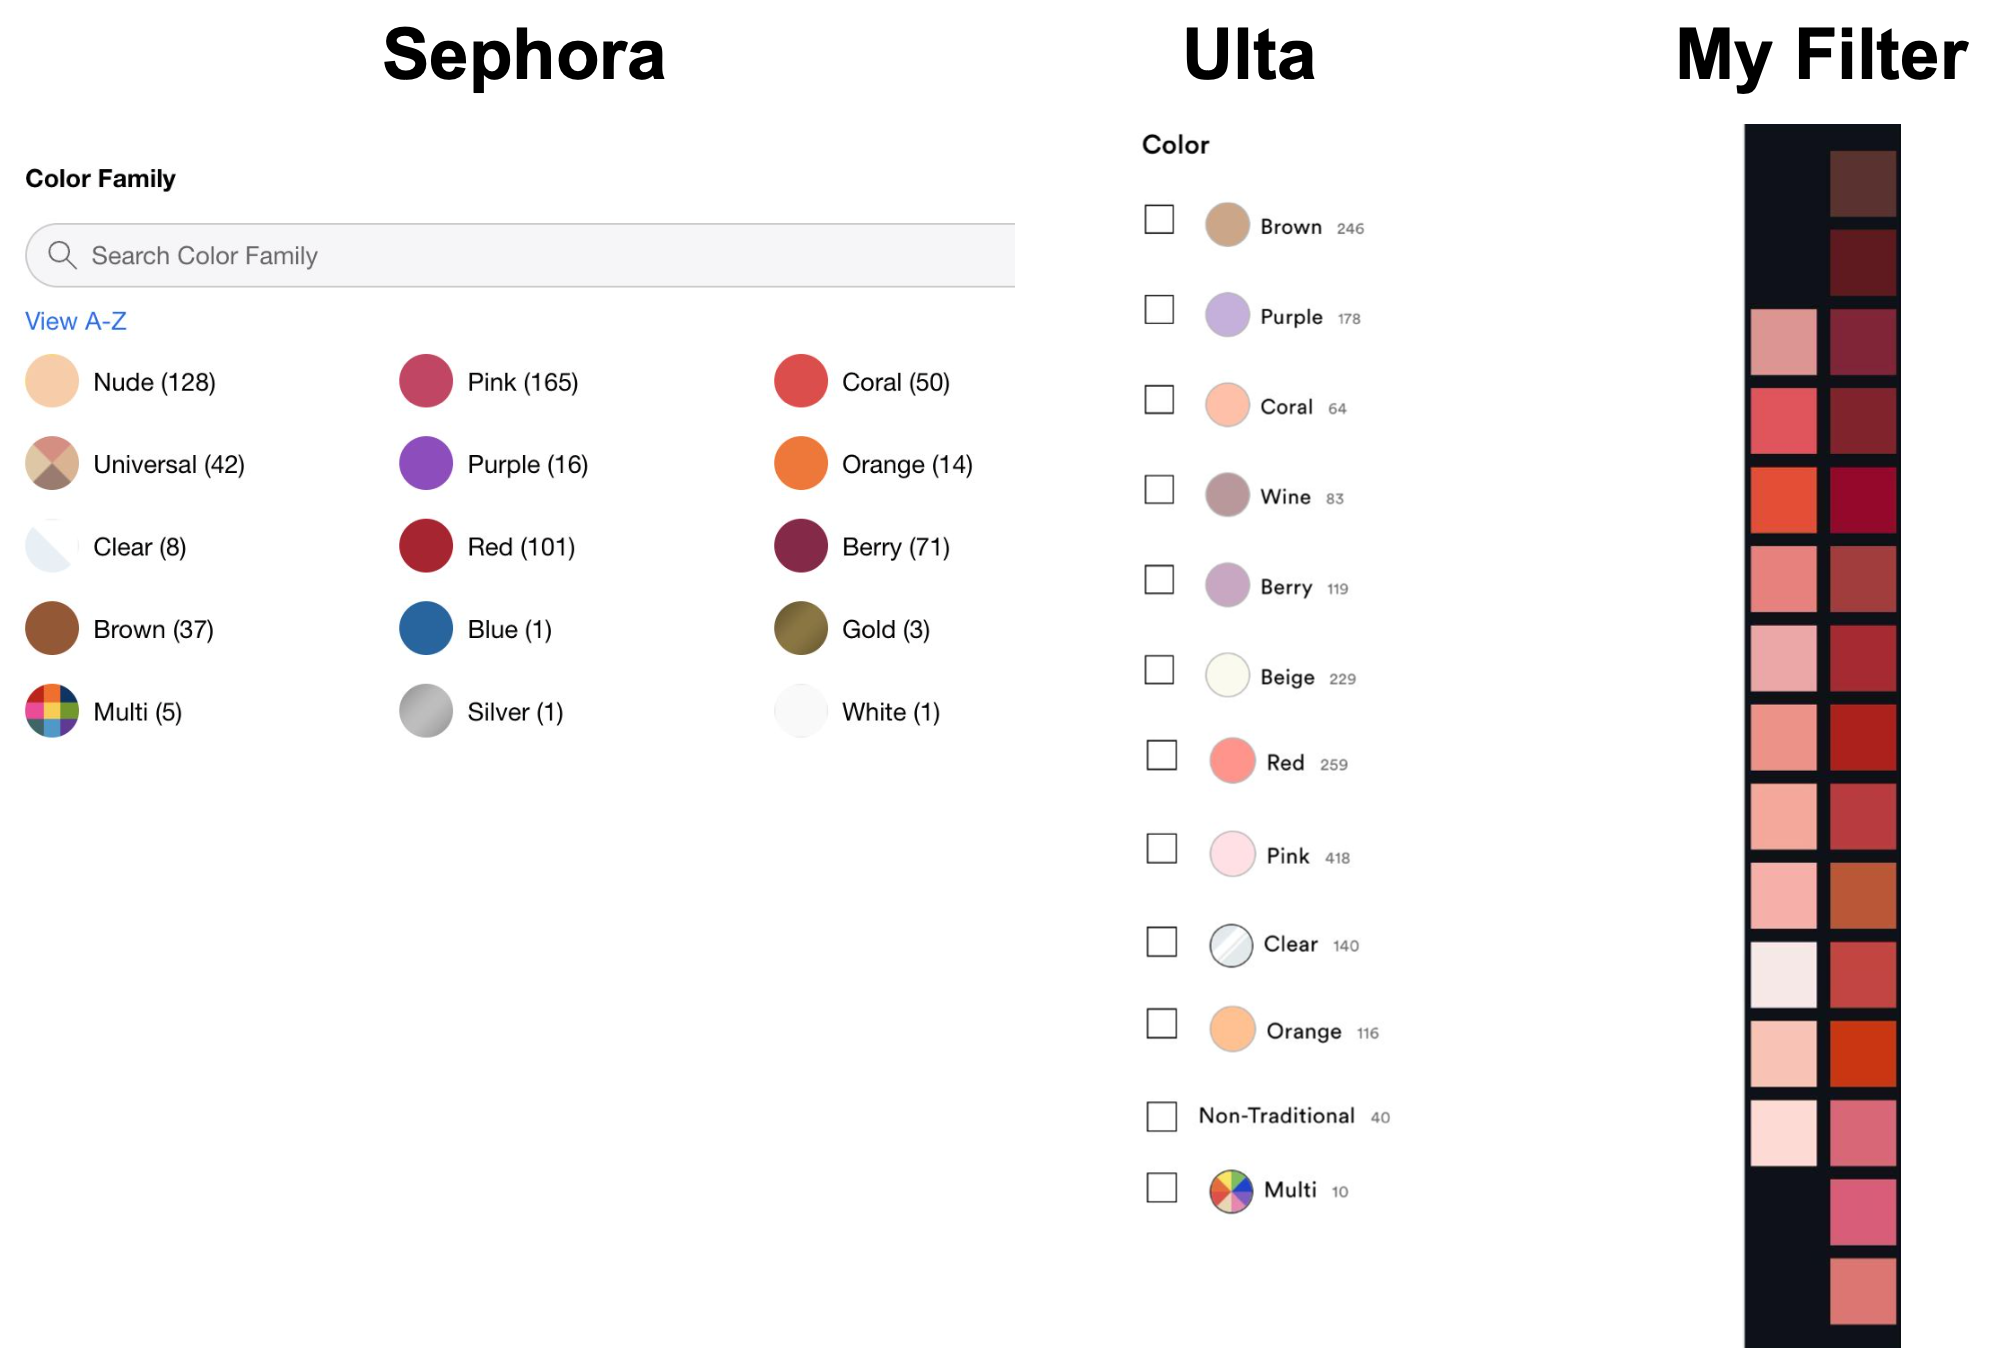 Sephora
Ulta
My Filter
Color Family
Search Color Family
View A-Z
Nude (128)
Pink (165)
Coral (50)
Universal (42)
Purple (16)
Orange (14)
Clear (8)
Red (101)
Berry (71)
Brown (37)
Blue (1)
Gold (3)
Multi (5)
Silver (1)
White (1)
Color
Brown 246
Purple 178
Coral 64
Wine 83
Berry 119
Beige 229
Red 259
Pink 418
Clear 140
Orange 116
Non-Traditional 40
Multi 10